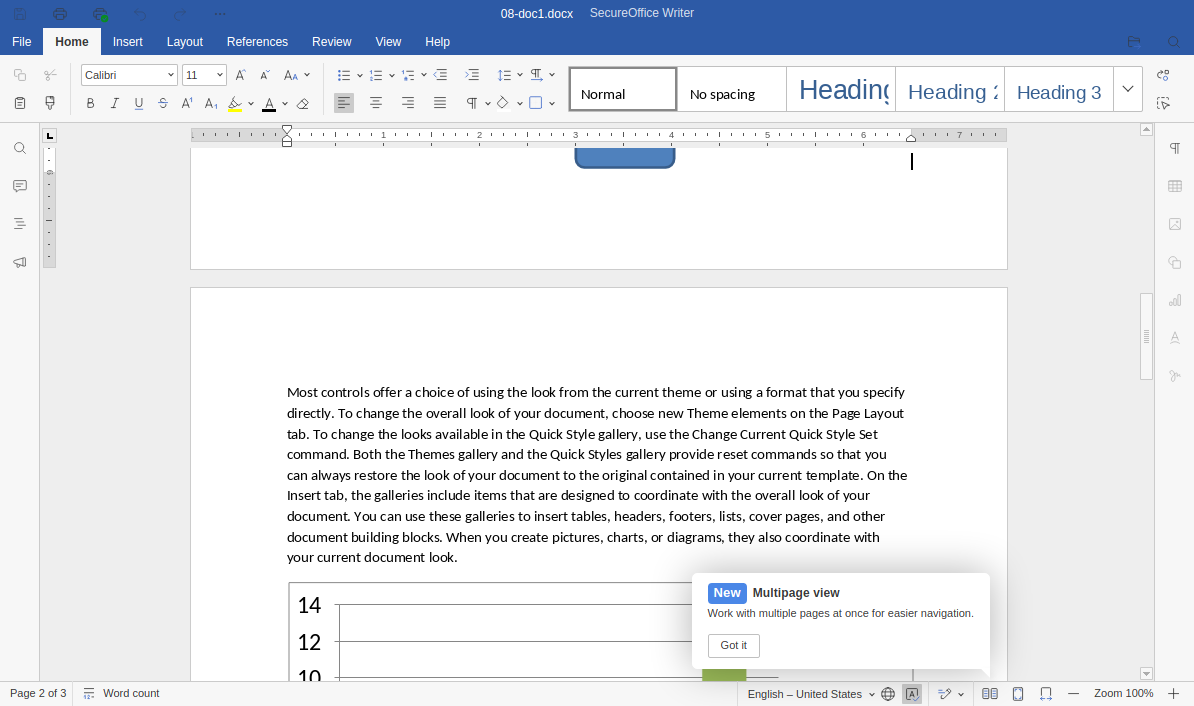 08-doc1.docx SecureOffice Writer
File Home Insert Layout References Review View Help
Calibri 11
Normal No spacing Heading Heading 2 Heading 3
1 2 3 4 5 6 7
Most controls offer a choice of using the look from the current theme or using a format that you specify
directly. To change the overall look of your document, choose new Theme elements on the Page Layout
tab. To change the looks available in the Quick Style gallery, use the Change Current Quick Style Set
command. Both the Themes gallery and the Quick Styles gallery provide reset commands so that you
can always restore the look of your document to the original contained in your current template. On the
Insert tab, the galleries include items that are designed to coordinate with the overall look of your
document. You can use these galleries to insert tables, headers, footers, lists, cover pages, and other
document building blocks. When you create pictures, charts, or diagrams, they also coordinate with
your current document look.
14
12
10
New Multipage view
Work with multiple pages at once for easier navigation.
Got it
Page 2 of 3 Word count English – United States Zoom 100%